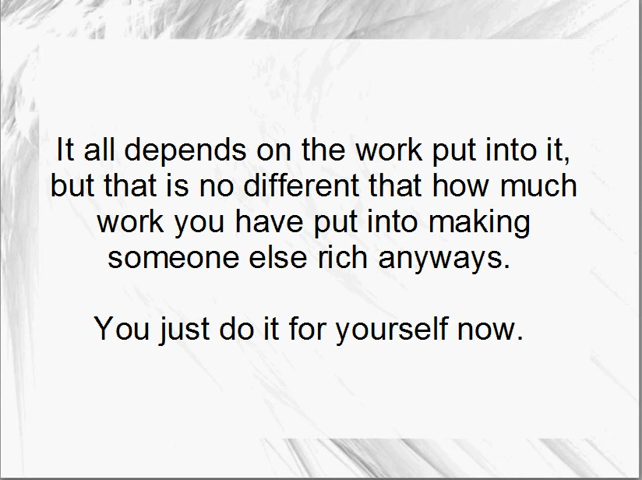 It all depends on the work put into it,
but that is no different that how much
work you have put into making
someone else rich anyways.
You just do it for yourself now.